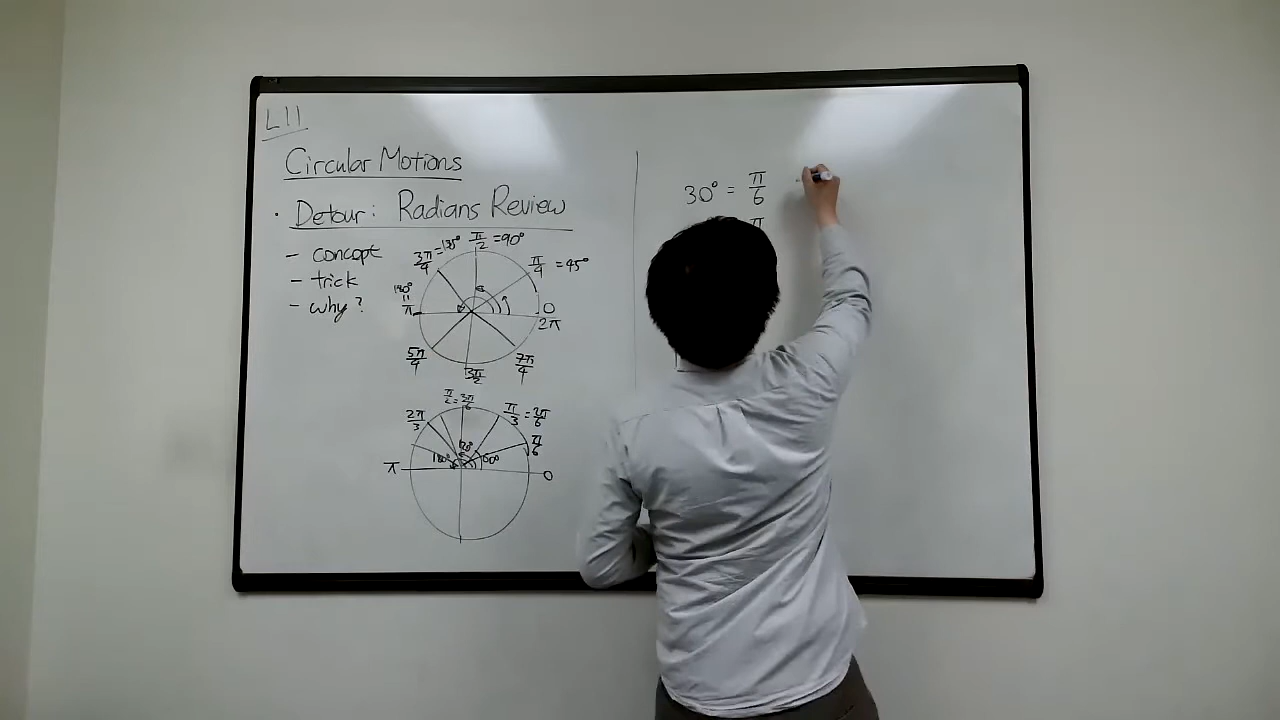 L11
Circular Motions
· Detour: Radians Review
- concept
- trick
- why?
π/2 = 90°
3π/4 = 135°
π/4 = 45°
180°
=
π
0
2π
5π/4
3π/2
7π/4
π/2 = 3π/6
2π/3
π/3 = 2π/6
π/6
60°
π
0
30° = π/6
π